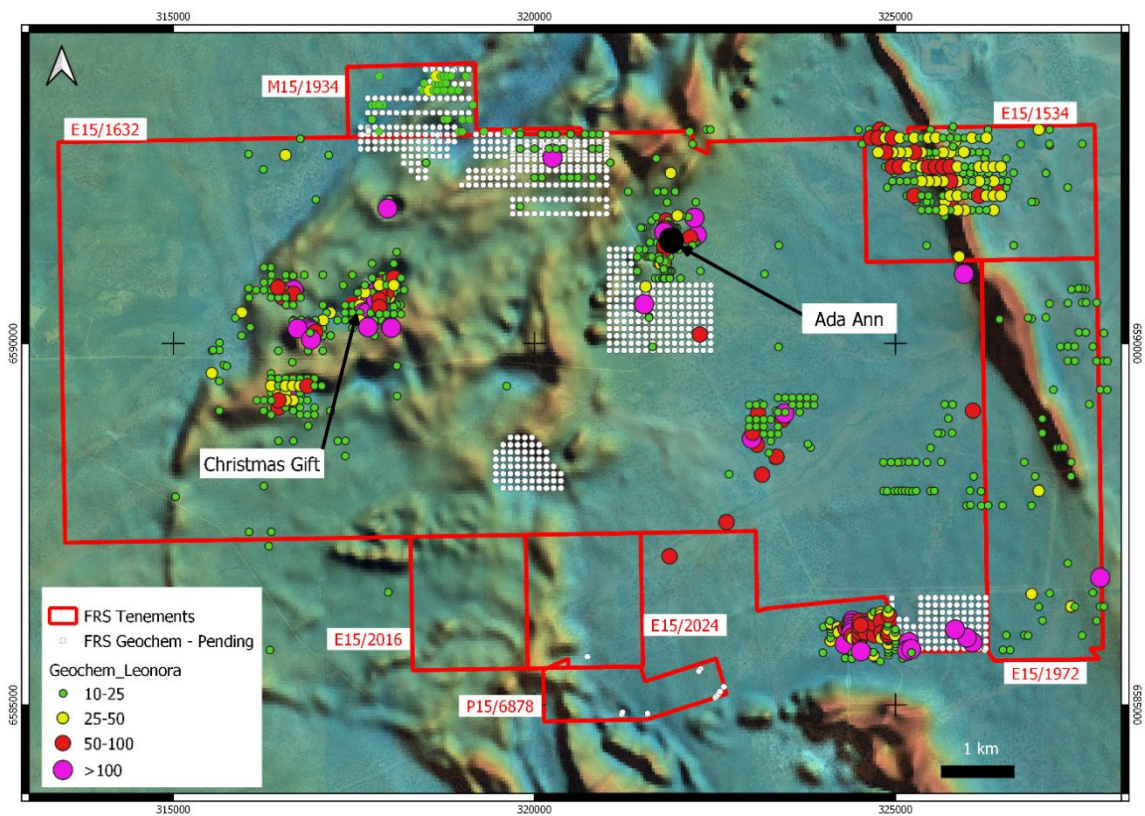 315000
320000
325000
M15/1934
E15/1632
E15/1534
Ada Ann
6590000
6590000
Christmas Gift
FRS Tenements
FRS Geochem - Pending
Geochem_Leonora
10-25
25-50
50-100
>100
E15/2016
E15/2024
P15/6878
E15/1972
6585000
6585000
1 km
315000
320000
325000